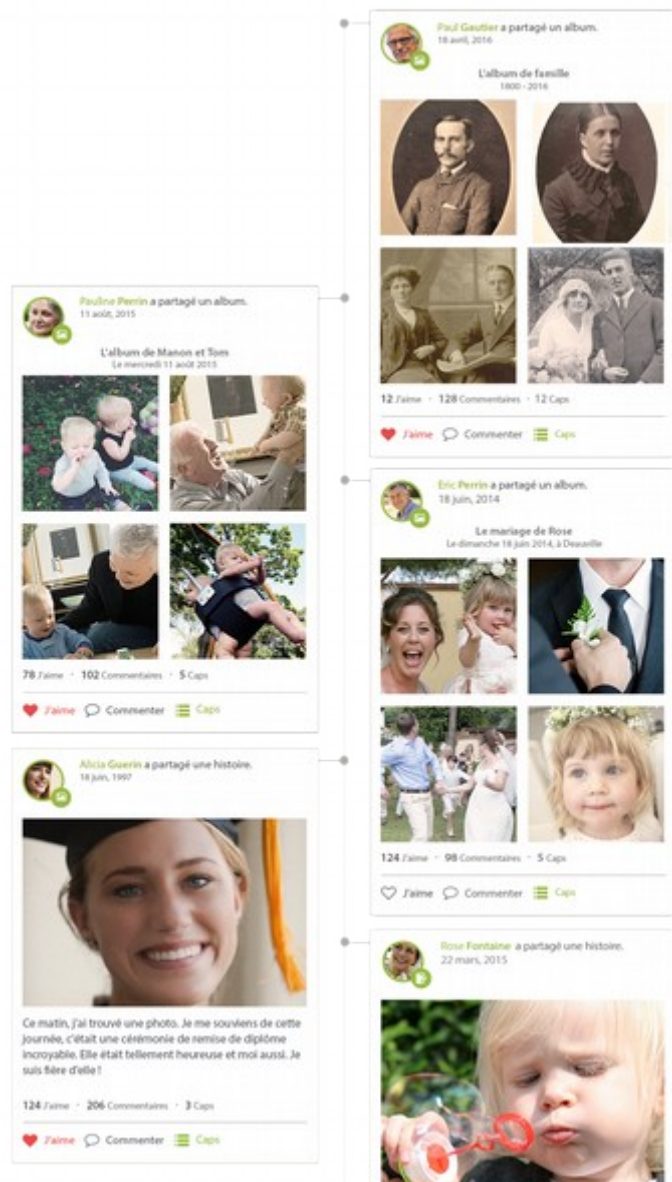 Paul Gautier a partagé un album.
18 avril, 2016
L'album de famille
1800 - 2016
12 J'aime · 128 Commentaires · 12 Caps
J'aime Commenter Caps
Pauline Perrin a partagé un album.
11 août, 2015
L'album de Manon et Tom
Le mercredi 11 août 2015
78 J'aime · 102 Commentaires · 5 Caps
J'aime Commenter Caps
Eric Perrin a partagé un album.
18 juin, 2014
Le mariage de Rose
Le dimanche 18 juin 2014, à Deauville
124 J'aime · 98 Commentaires · 5 Caps
J'aime Commenter Caps
Alicia Guerin a partagé une histoire.
18 juin, 1997
Ce matin, j'ai trouvé une photo. Je me souviens de cette
journée, c'était une cérémonie de remise de diplôme
incroyable. Elle était tellement heureuse et moi aussi. Je
suis fière d'elle !
124 J'aime · 206 Commentaires · 3 Caps
J'aime Commenter Caps
Rose Fontaine a partagé une histoire.
22 mars, 2015